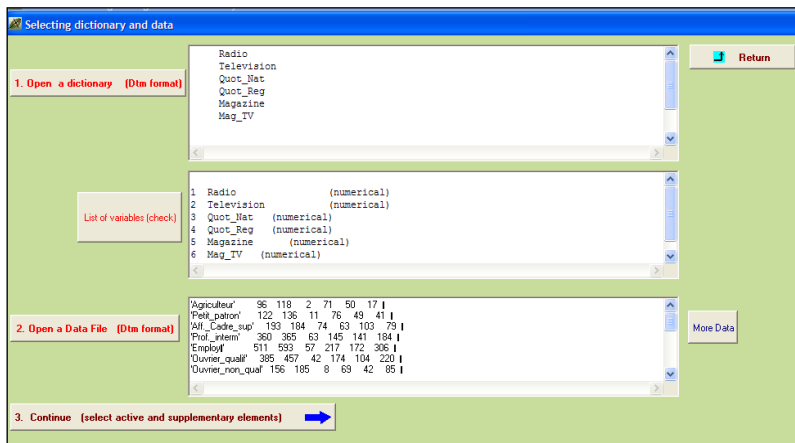 Selecting dictionary and data
Radio
Television
Quot_Nat
Quot_Reg
Magazine
Mag_TV
1. Open a dictionary (Dtm format)
Return
List of variables (check)
1 Radio (numerical)
2 Television (numerical)
3 Quot_Nat (numerical)
4 Quot_Reg (numerical)
5 Magazine (numerical)
6 Mag_TV (numerical)
2. Open a Data File (Dtm format)
'Agriculteur' 96 118 2 71 50 17
'Petit_patron' 122 136 11 76 49 41
'Aff._Cadre_sup' 193 184 74 63 103 79
'Prof._interm' 360 365 63 145 141 184
'Employ' 511 593 57 217 172 306
'Ouvrier_qualif' 385 457 42 174 104 220
'Ouvrier_non_qual' 156 185 8 69 42 85
More Data
3. Continue (select active and supplementary elements)